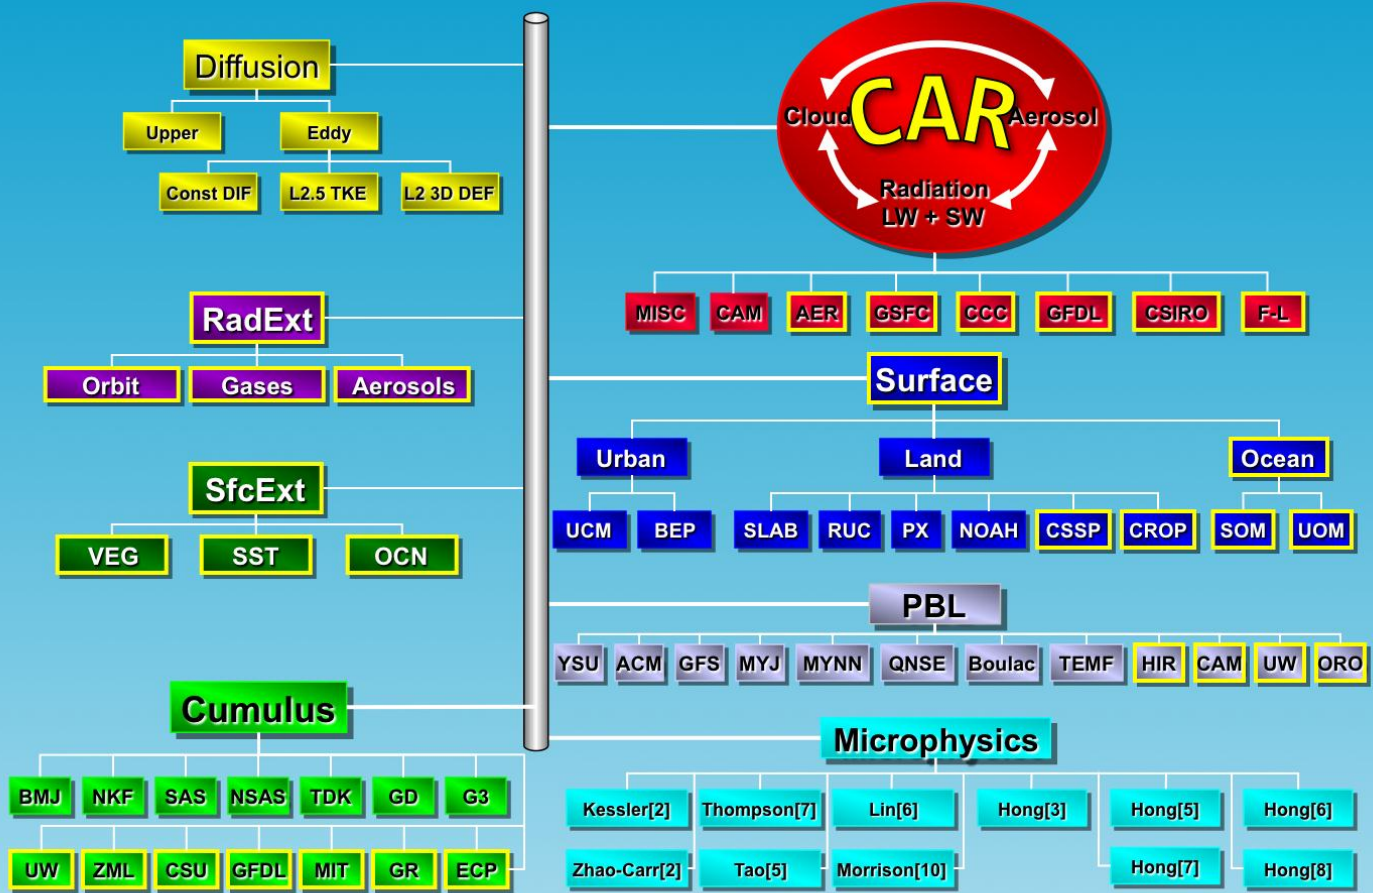 Diffusion
Upper
Eddy
Const DIF
L2.5 TKE
L2 3D DEF
RadExt
Orbit
Gases
Aerosols
SfcExt
VEG
SST
OCN
Cumulus
BMJ
NKF
SAS
NSAS
TDK
GD
G3
UW
ZML
CSU
GFDL
MIT
GR
ECP
CAR
Cloud
Aerosol
Radiation
LW + SW
MISC
CAM
AER
GSFC
CCC
GFDL
CSIRO
F-L
Surface
Urban
Land
Ocean
UCM
BEP
SLAB
RUC
PX
NOAH
CSSP
CROP
SOM
UOM
PBL
YSU
ACM
GFS
MYJ
MYNN
QNSE
Boulac
TEMF
HIR
CAM
UW
ORO
Microphysics
Kessler[2]
Thompson[7]
Lin[6]
Hong[3]
Hong[5]
Hong[6]
Zhao-Carr[2]
Tao[5]
Morrison[10]
Hong[7]
Hong[8]